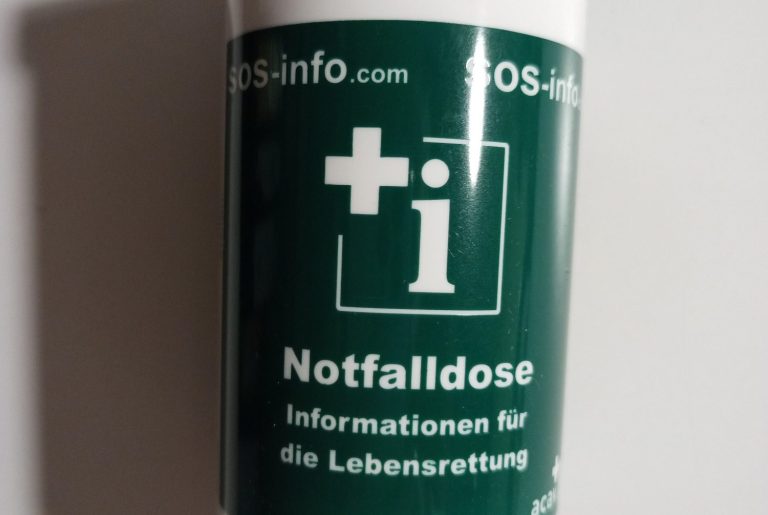 SOS-info.com SOS-info
+i
Notfalldose
Informationen für
die Lebensrettung